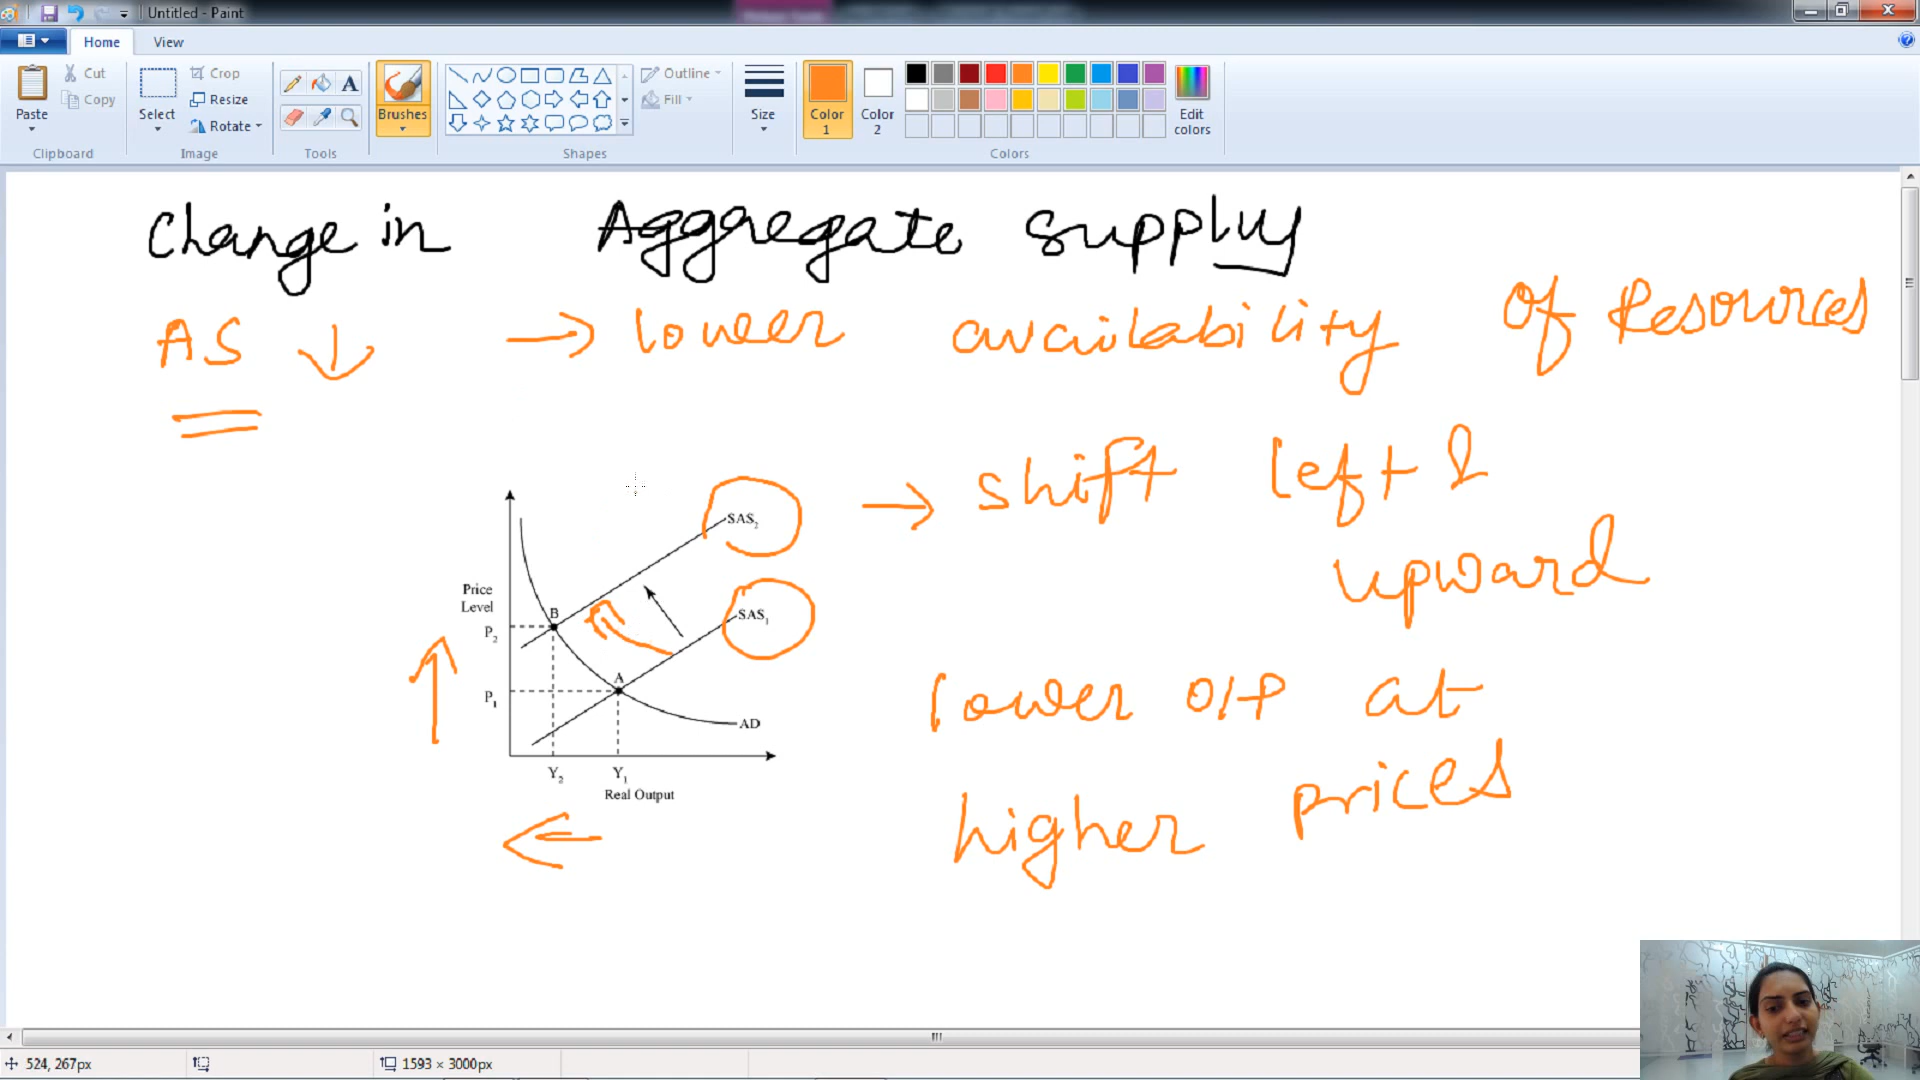 Untitled - Paint
Home View
Paste Cut Copy Select Crop Resize Rotate Brushes Outline Fill Size Color 1 Color 2 Edit colors
Clipboard Image Tools Shapes Colors
Change in Aggregate supply
AS ↓ → lower availability of Resources
→ shift left & upward
lower O/P at
higher prices
SAS₂
SAS₁
Price
Level
B
P₂
A
P₁
AD
Y₂ Y₁
Real Output
524, 267px 1593 × 3000px